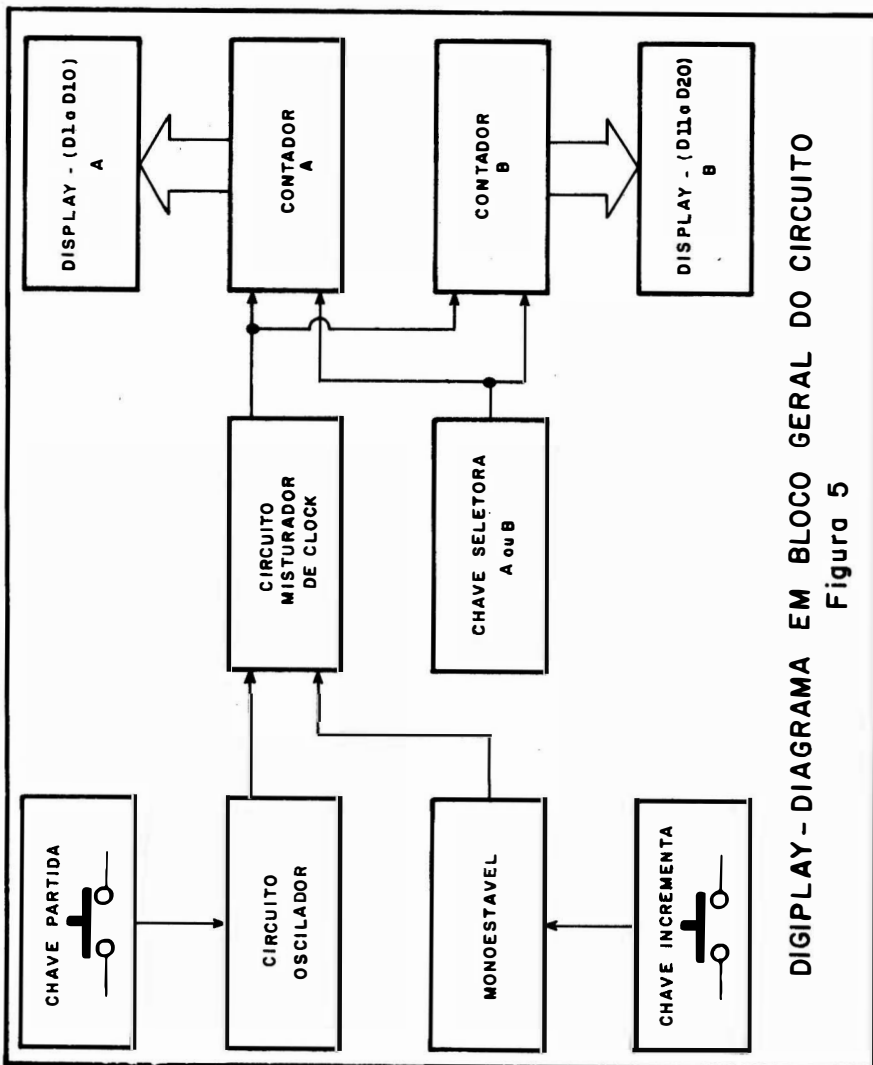 CHAVE PARTIDA
CIRCUITO
OSCILADOR
MONOESTAVEL
CHAVE INCREMENTA
CIRCUITO
MISTURADOR
DE CLOCK
CHAVE SELETORA
A ou B
DISPLAY - (D1 a D10)
A
CONTADOR
A
CONTADOR
B
DISPLAY - (D11 a D20)
B
DIGIPLAY - DIAGRAMA EM BLOCO GERAL DO CIRCUITO
Figura 5